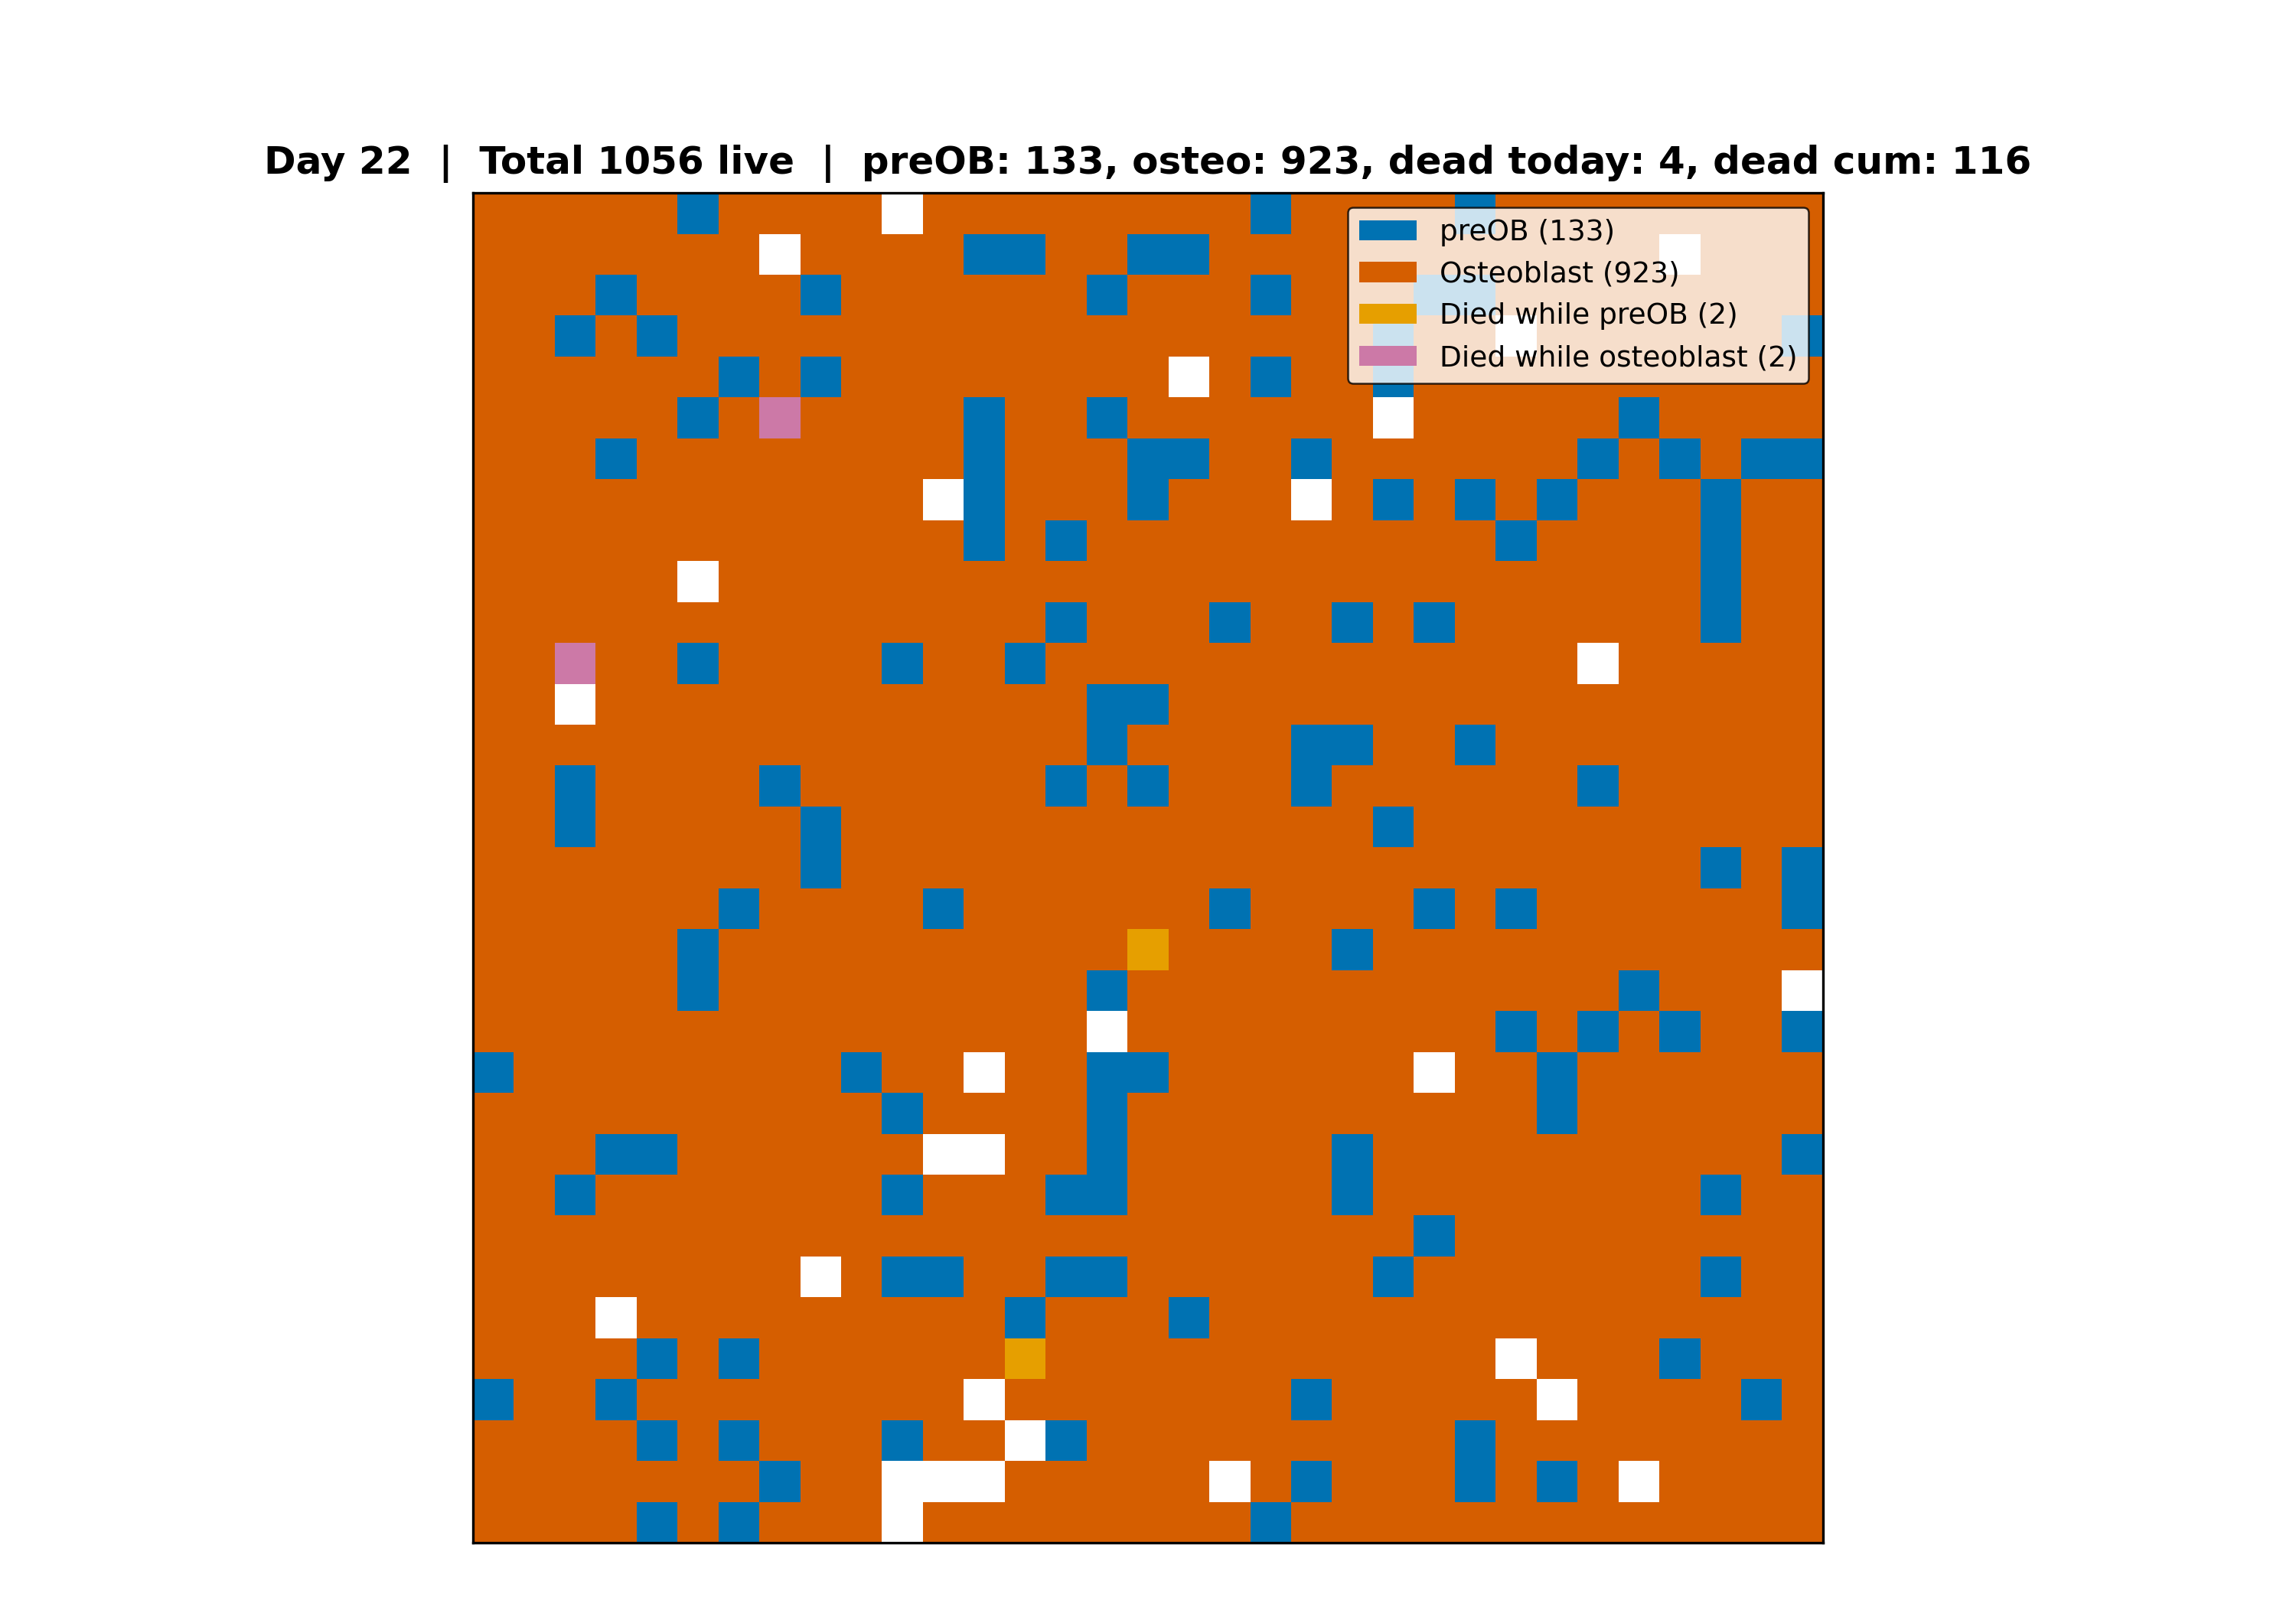 Day 22 | Total 1056 live | preOB: 133, osteo: 923, dead today: 4, dead cum: 116
preOB (133)
Osteoblast (923)
Died while preOB (2)
Died while osteoblast (2)